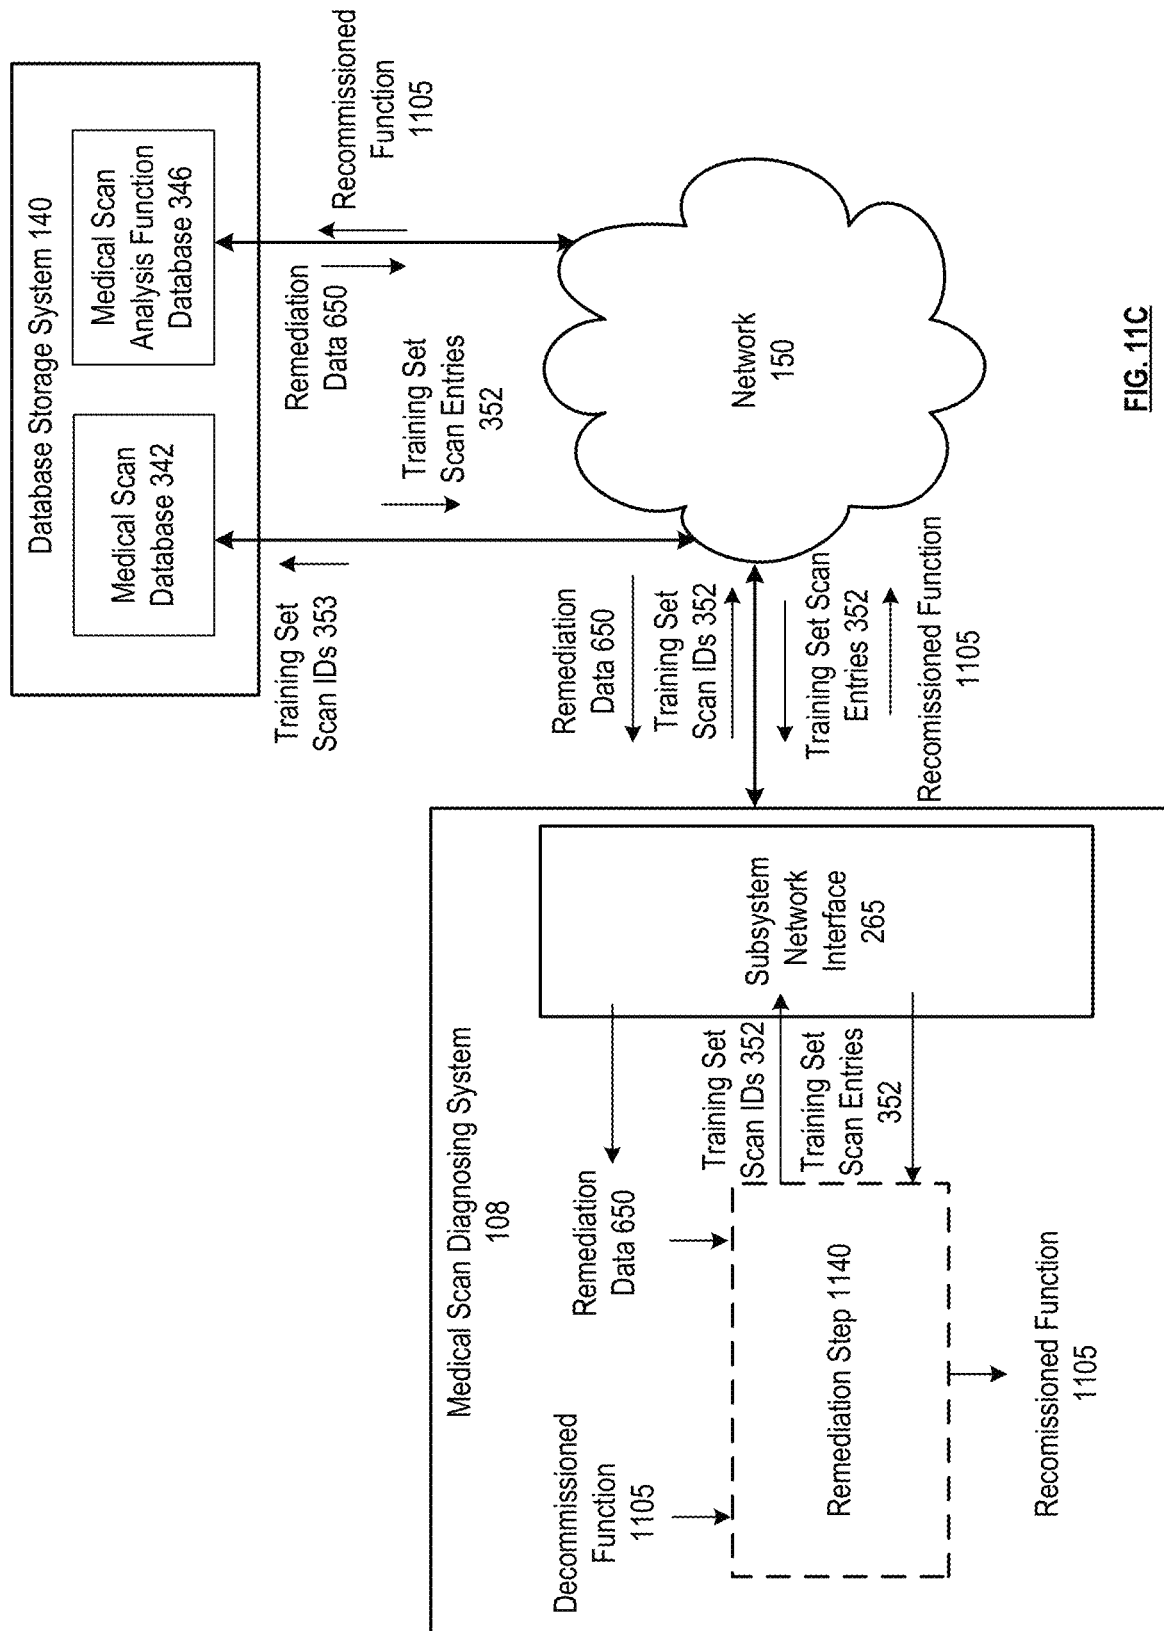 Database Storage System 140
Medical Scan
Database 342
Medical Scan
Analysis Function
Database 346
Training Set
Scan IDs 353
Training Set
Scan Entries
352
Remediation
Data 650
Recommissioned
Function
1105
Medical Scan Diagnosing System
108
Decommissioned
Function
1105
Remediation
Data 650
Remediation Step 1140
Training Set
Scan IDs 352
Training Set
Scan Entries
352
Recomissioned Function
1105
Subsystem
Network
Interface
265
Remediation
Data 650
Training Set
Scan IDs 352
Training Set Scan
Entries 352
Recomissioned Function
1105
Network
150
FIG. 11C